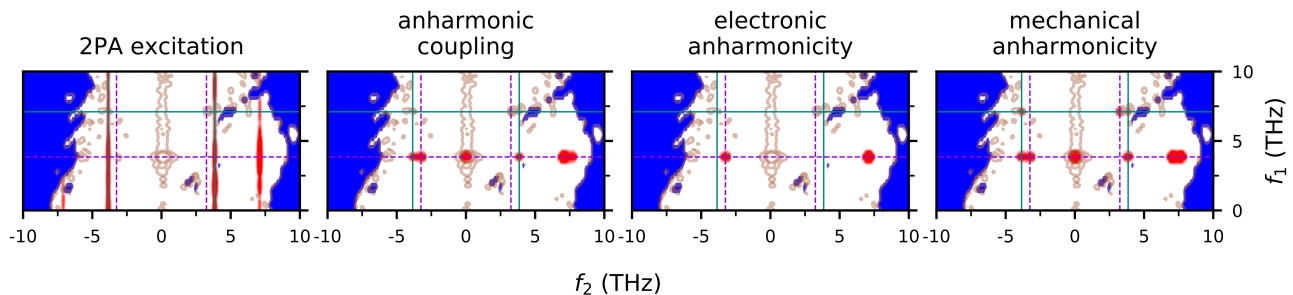 2PA excitation
anharmonic
coupling
electronic
anharmonicity
mechanical
anharmonicity
10
5
0
f1 (THz)
-10 -5 0 5 10
-10 -5 0 5 10
-10 -5 0 5 10
-10 -5 0 5 10
f2 (THz)